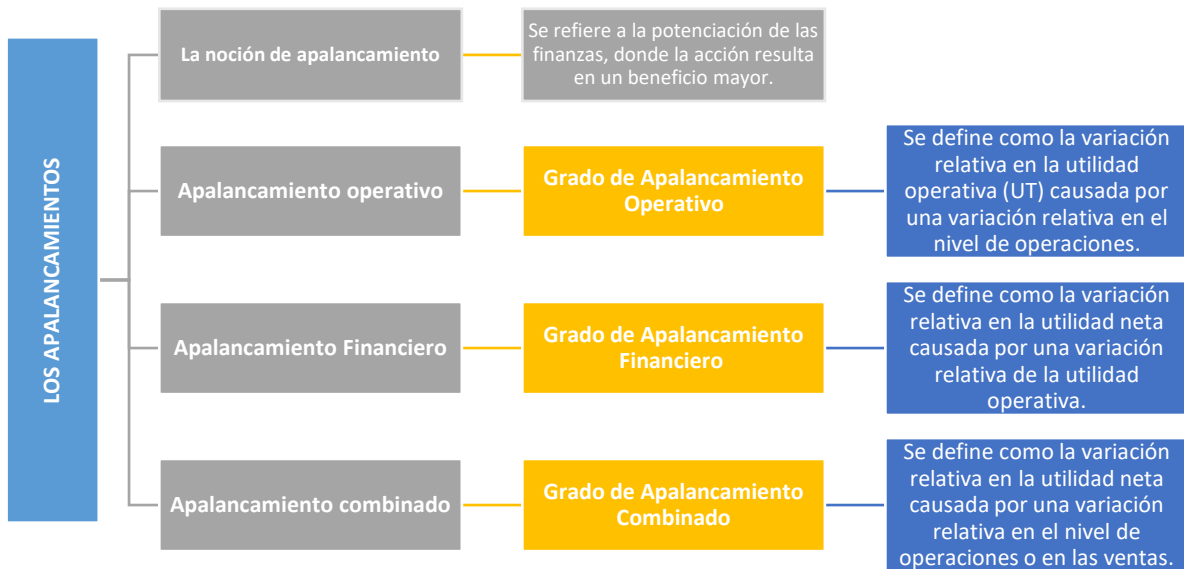 LOS APALANCAMIENTOS
La noción de apalancamiento
Se refiere a la potenciación de las
finanzas, donde la acción resulta
en un beneficio mayor.
Apalancamiento operativo
Grado de Apalancamiento
Operativo
Se define como la variación
relativa en la utilidad
operativa (UT) causada por
una variación relativa en el
nivel de operaciones.
Apalancamiento Financiero
Grado de Apalancamiento
Financiero
Se define como la variación
relativa en la utilidad neta
causada por una variación
relativa de la utilidad
operativa.
Apalancamiento combinado
Grado de Apalancamiento
Combinado
Se define como la variación
relativa en la utilidad neta
causada por una variación
relativa en el nivel de
operaciones o en las ventas.